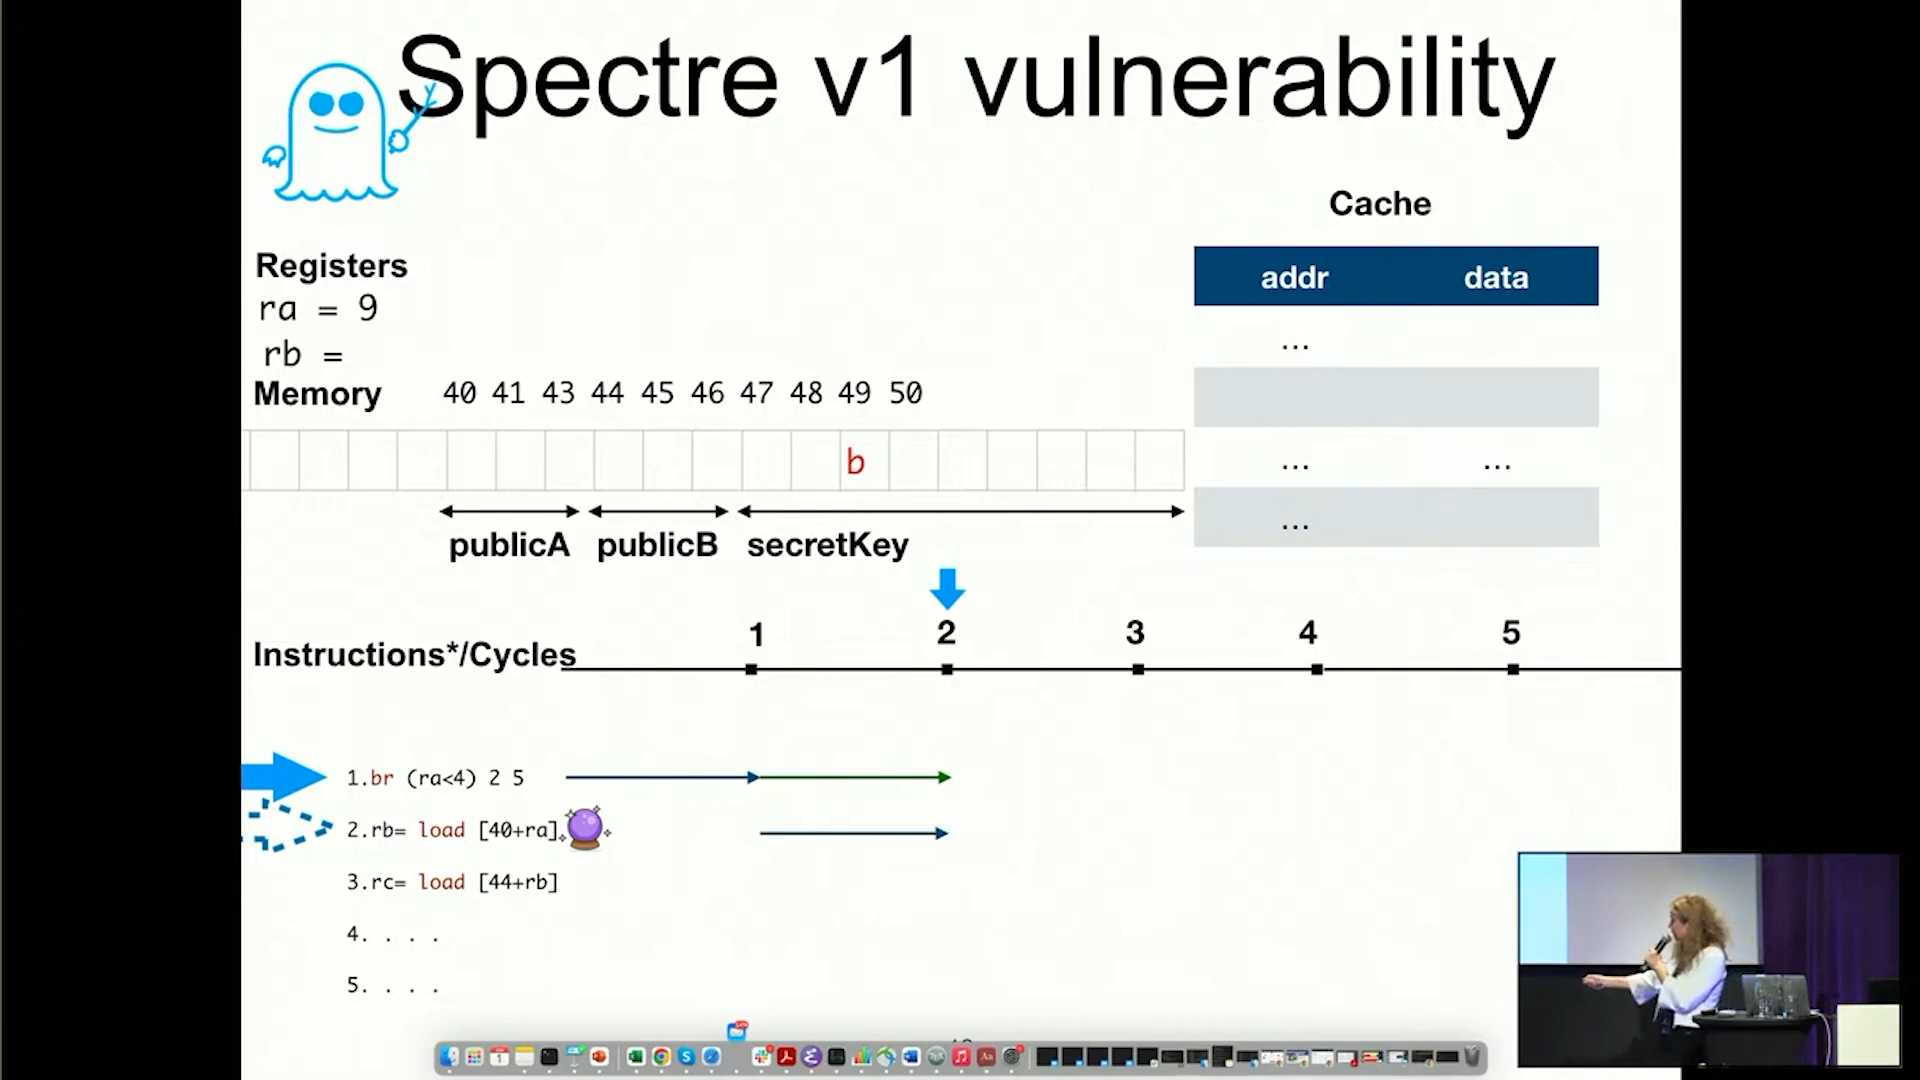 Spectre v1 vulnerability
Cache
addr data
...
... ...
...
Registers
ra = 9
rb =
Memory 40 41 43 44 45 46 47 48 49 50
b
publicA publicB secretKey
1 2 3 4 5
Instructions*/Cycles
1.br (ra<4) 2 5
2.rb= load [40+ra]
3.rc= load [44+rb]
4. . . .
5. . . .